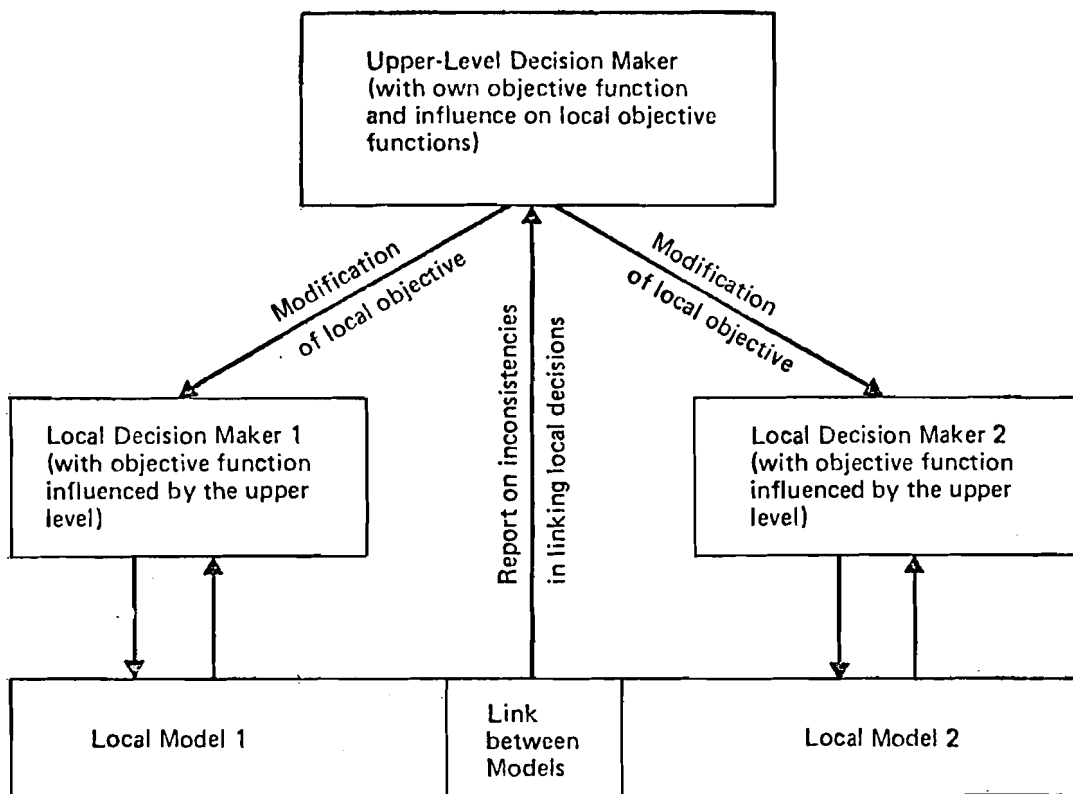 Upper-Level Decision Maker
(with own objective function
and influence on local objective
functions)
Modification
of local objective
Modification
of local objective
Report on inconsistencies
in linking local decisions
Local Decision Maker 1
(with objective function
influenced by the upper
level)
Local Decision Maker 2
(with objective function
influenced by the upper
level)
Local Model 1
Link
between
Models
Local Model 2